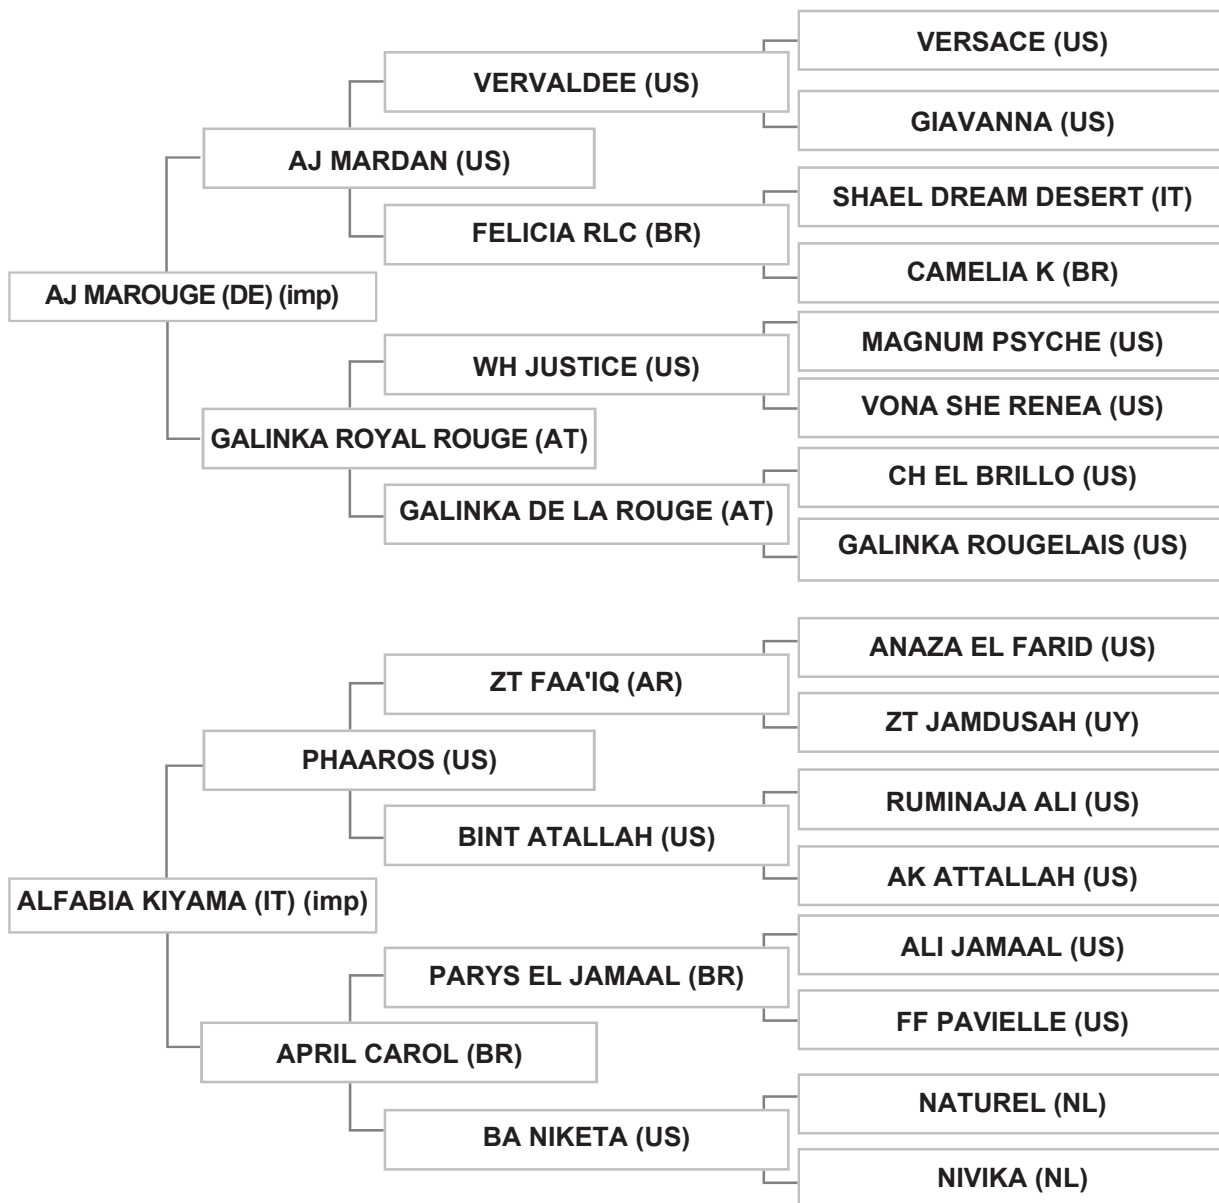 VERSACE (US)
VERVALDEE (US)
GIAVANNA (US)
AJ MARDAN (US)
SHAEL DREAM DESERT (IT)
FELICIA RLC (BR)
CAMELIA K (BR)
AJ MAROUGE (DE) (imp)
MAGNUM PSYCHE (US)
WH JUSTICE (US)
VONA SHE RENEA (US)
GALINKA ROYAL ROUGE (AT)
CH EL BRILLO (US)
GALINKA DE LA ROUGE (AT)
GALINKA ROUGELAIS (US)
ANAZA EL FARID (US)
ZT FAA'IQ (AR)
ZT JAMDUSAH (UY)
PHAAROS (US)
RUMINAJA ALI (US)
BINT ATALLAH (US)
AK ATTALLAH (US)
ALFABIA KIYAMA (IT) (imp)
ALI JAMAAL (US)
PARYS EL JAMAAL (BR)
FF PAVIELLE (US)
APRIL CAROL (BR)
NATUREL (NL)
BA NIKETA (US)
NIVIKA (NL)